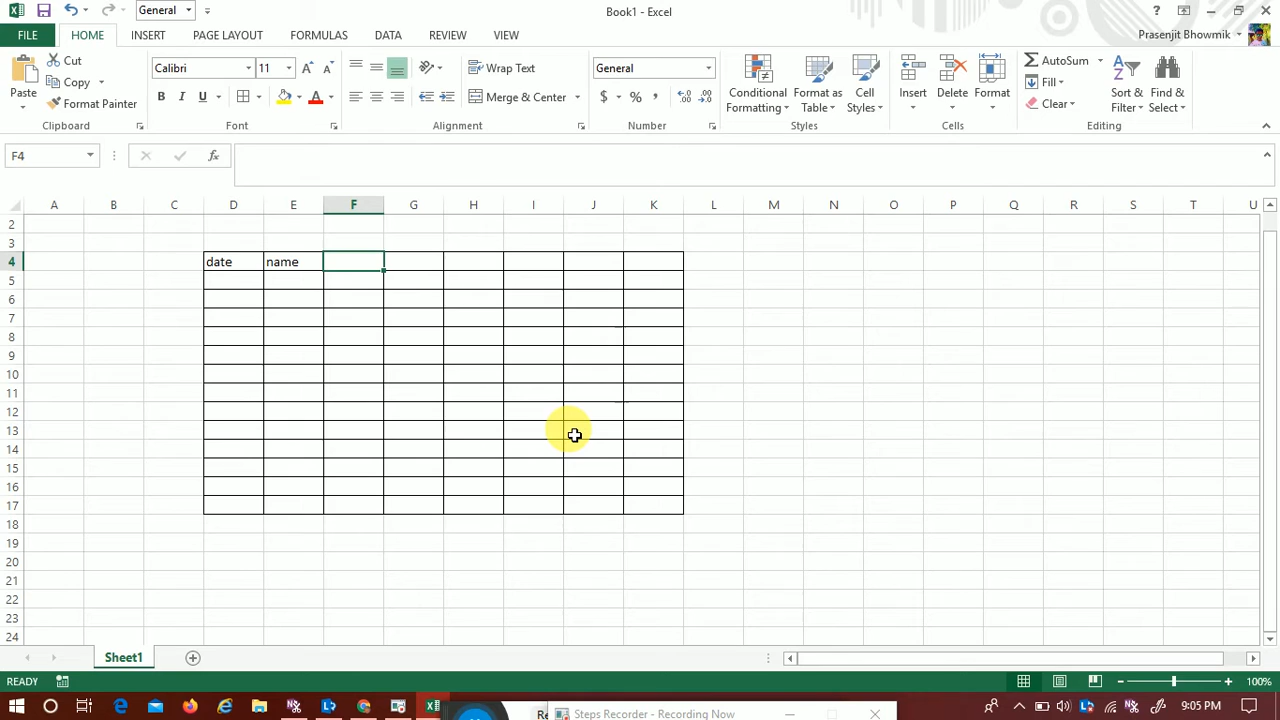 General
Book1 - Excel
?
FILE HOME INSERT PAGE LAYOUT FORMULAS DATA REVIEW VIEW
Prasenjit Bhowmik
Paste
Cut
Copy
Format Painter
Clipboard
Calibri 11
B I U A
Font
Wrap Text
Merge & Center
Alignment
General
$ % ,
Number
Conditional Formatting
Format as Table
Cell Styles
Styles
Insert
Delete
Format
Cells
AutoSum
Fill
Clear
Sort & Filter
Find & Select
Editing
F4
fx
A B C D E F G H I J K L M N O P Q R S T U
2
3
4 date name
5
6
7
8
9
10
11
12
13
14
15
16
17
18
19
20
21
22
23
24
Sheet1
READY
100%
Steps Recorder - Recording Now
9:05 PM